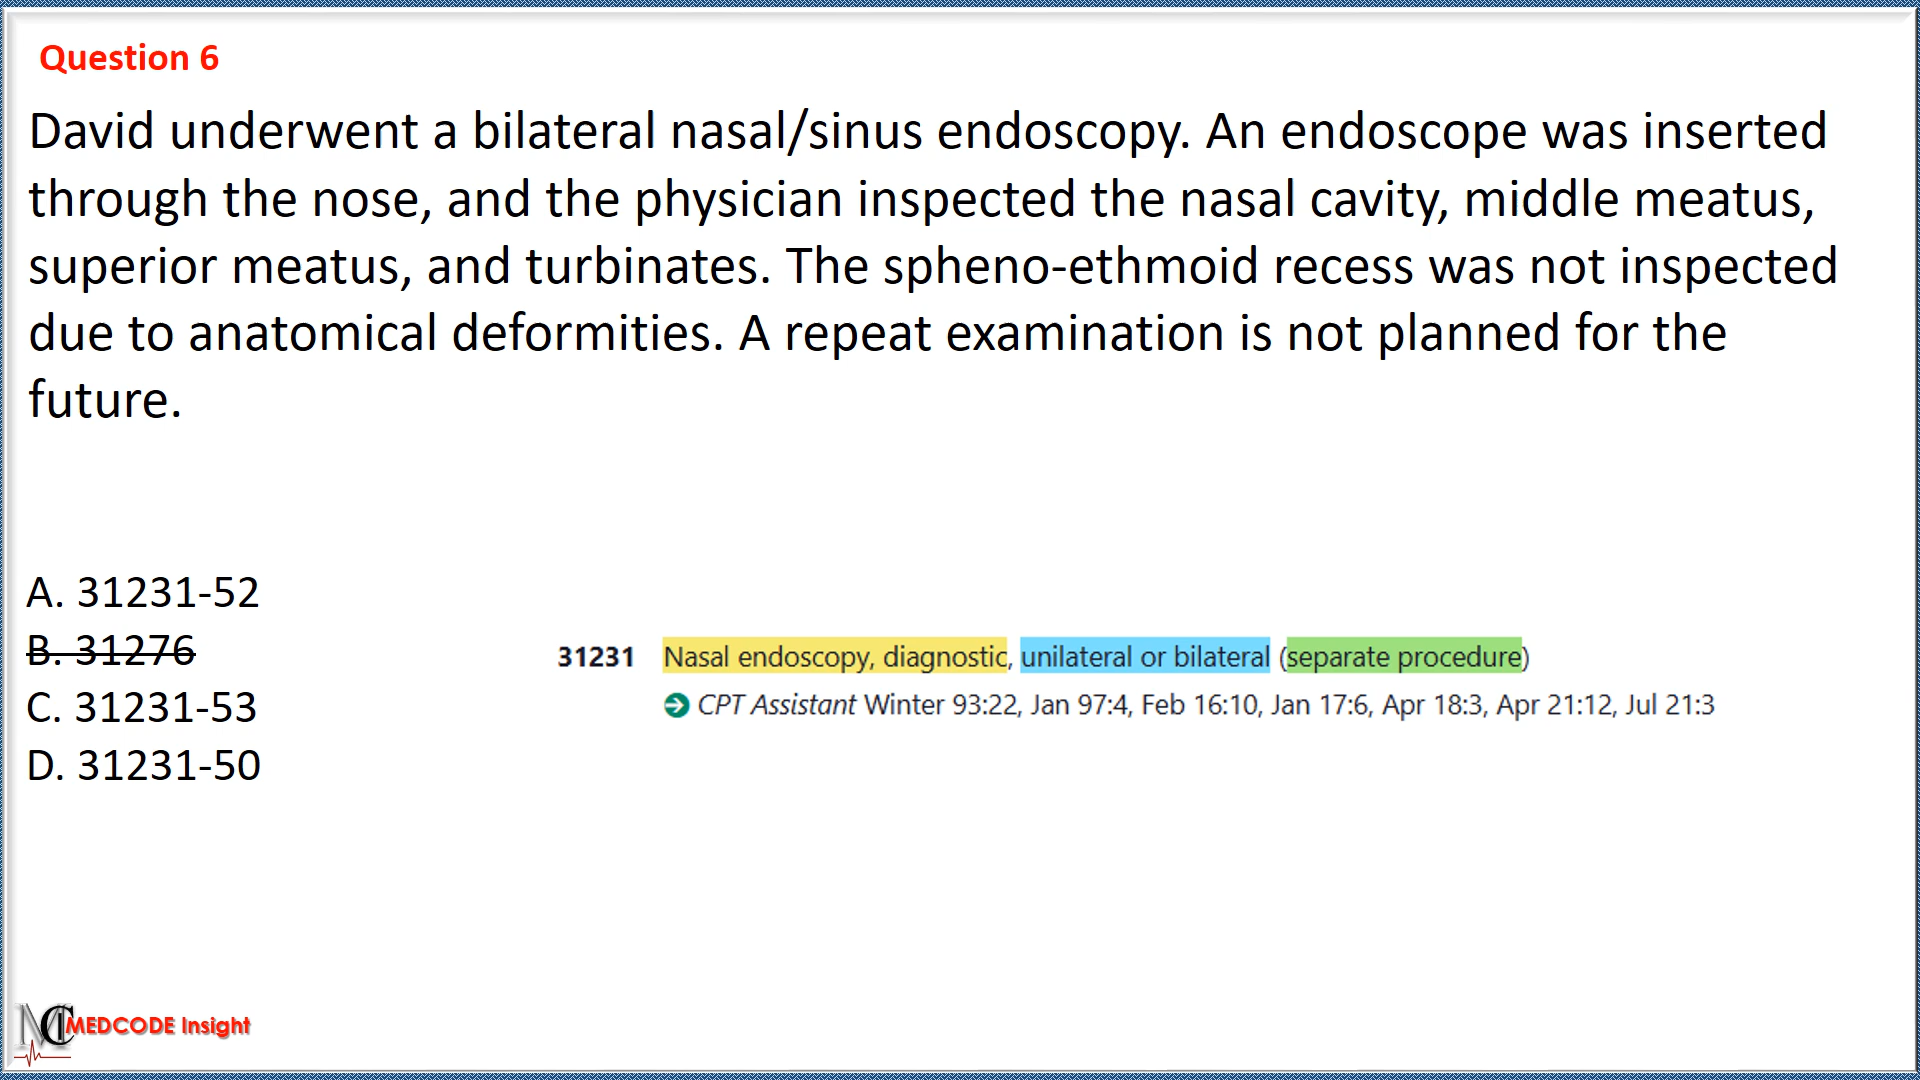 Question 6
David underwent a bilateral nasal/sinus endoscopy. An endoscope was inserted
through the nose, and the physician inspected the nasal cavity, middle meatus,
superior meatus, and turbinates. The spheno-ethmoid recess was not inspected
due to anatomical deformities. A repeat examination is not planned for the
future.
A. 31231-52
B. 31276
C. 31231-53
D. 31231-50
31231 Nasal endoscopy, diagnostic, unilateral or bilateral (separate procedure)
CPT Assistant Winter 93:22, Jan 97:4, Feb 16:10, Jan 17:6, Apr 18:3, Apr 21:12, Jul 21:3
MC MEDCODE Insight